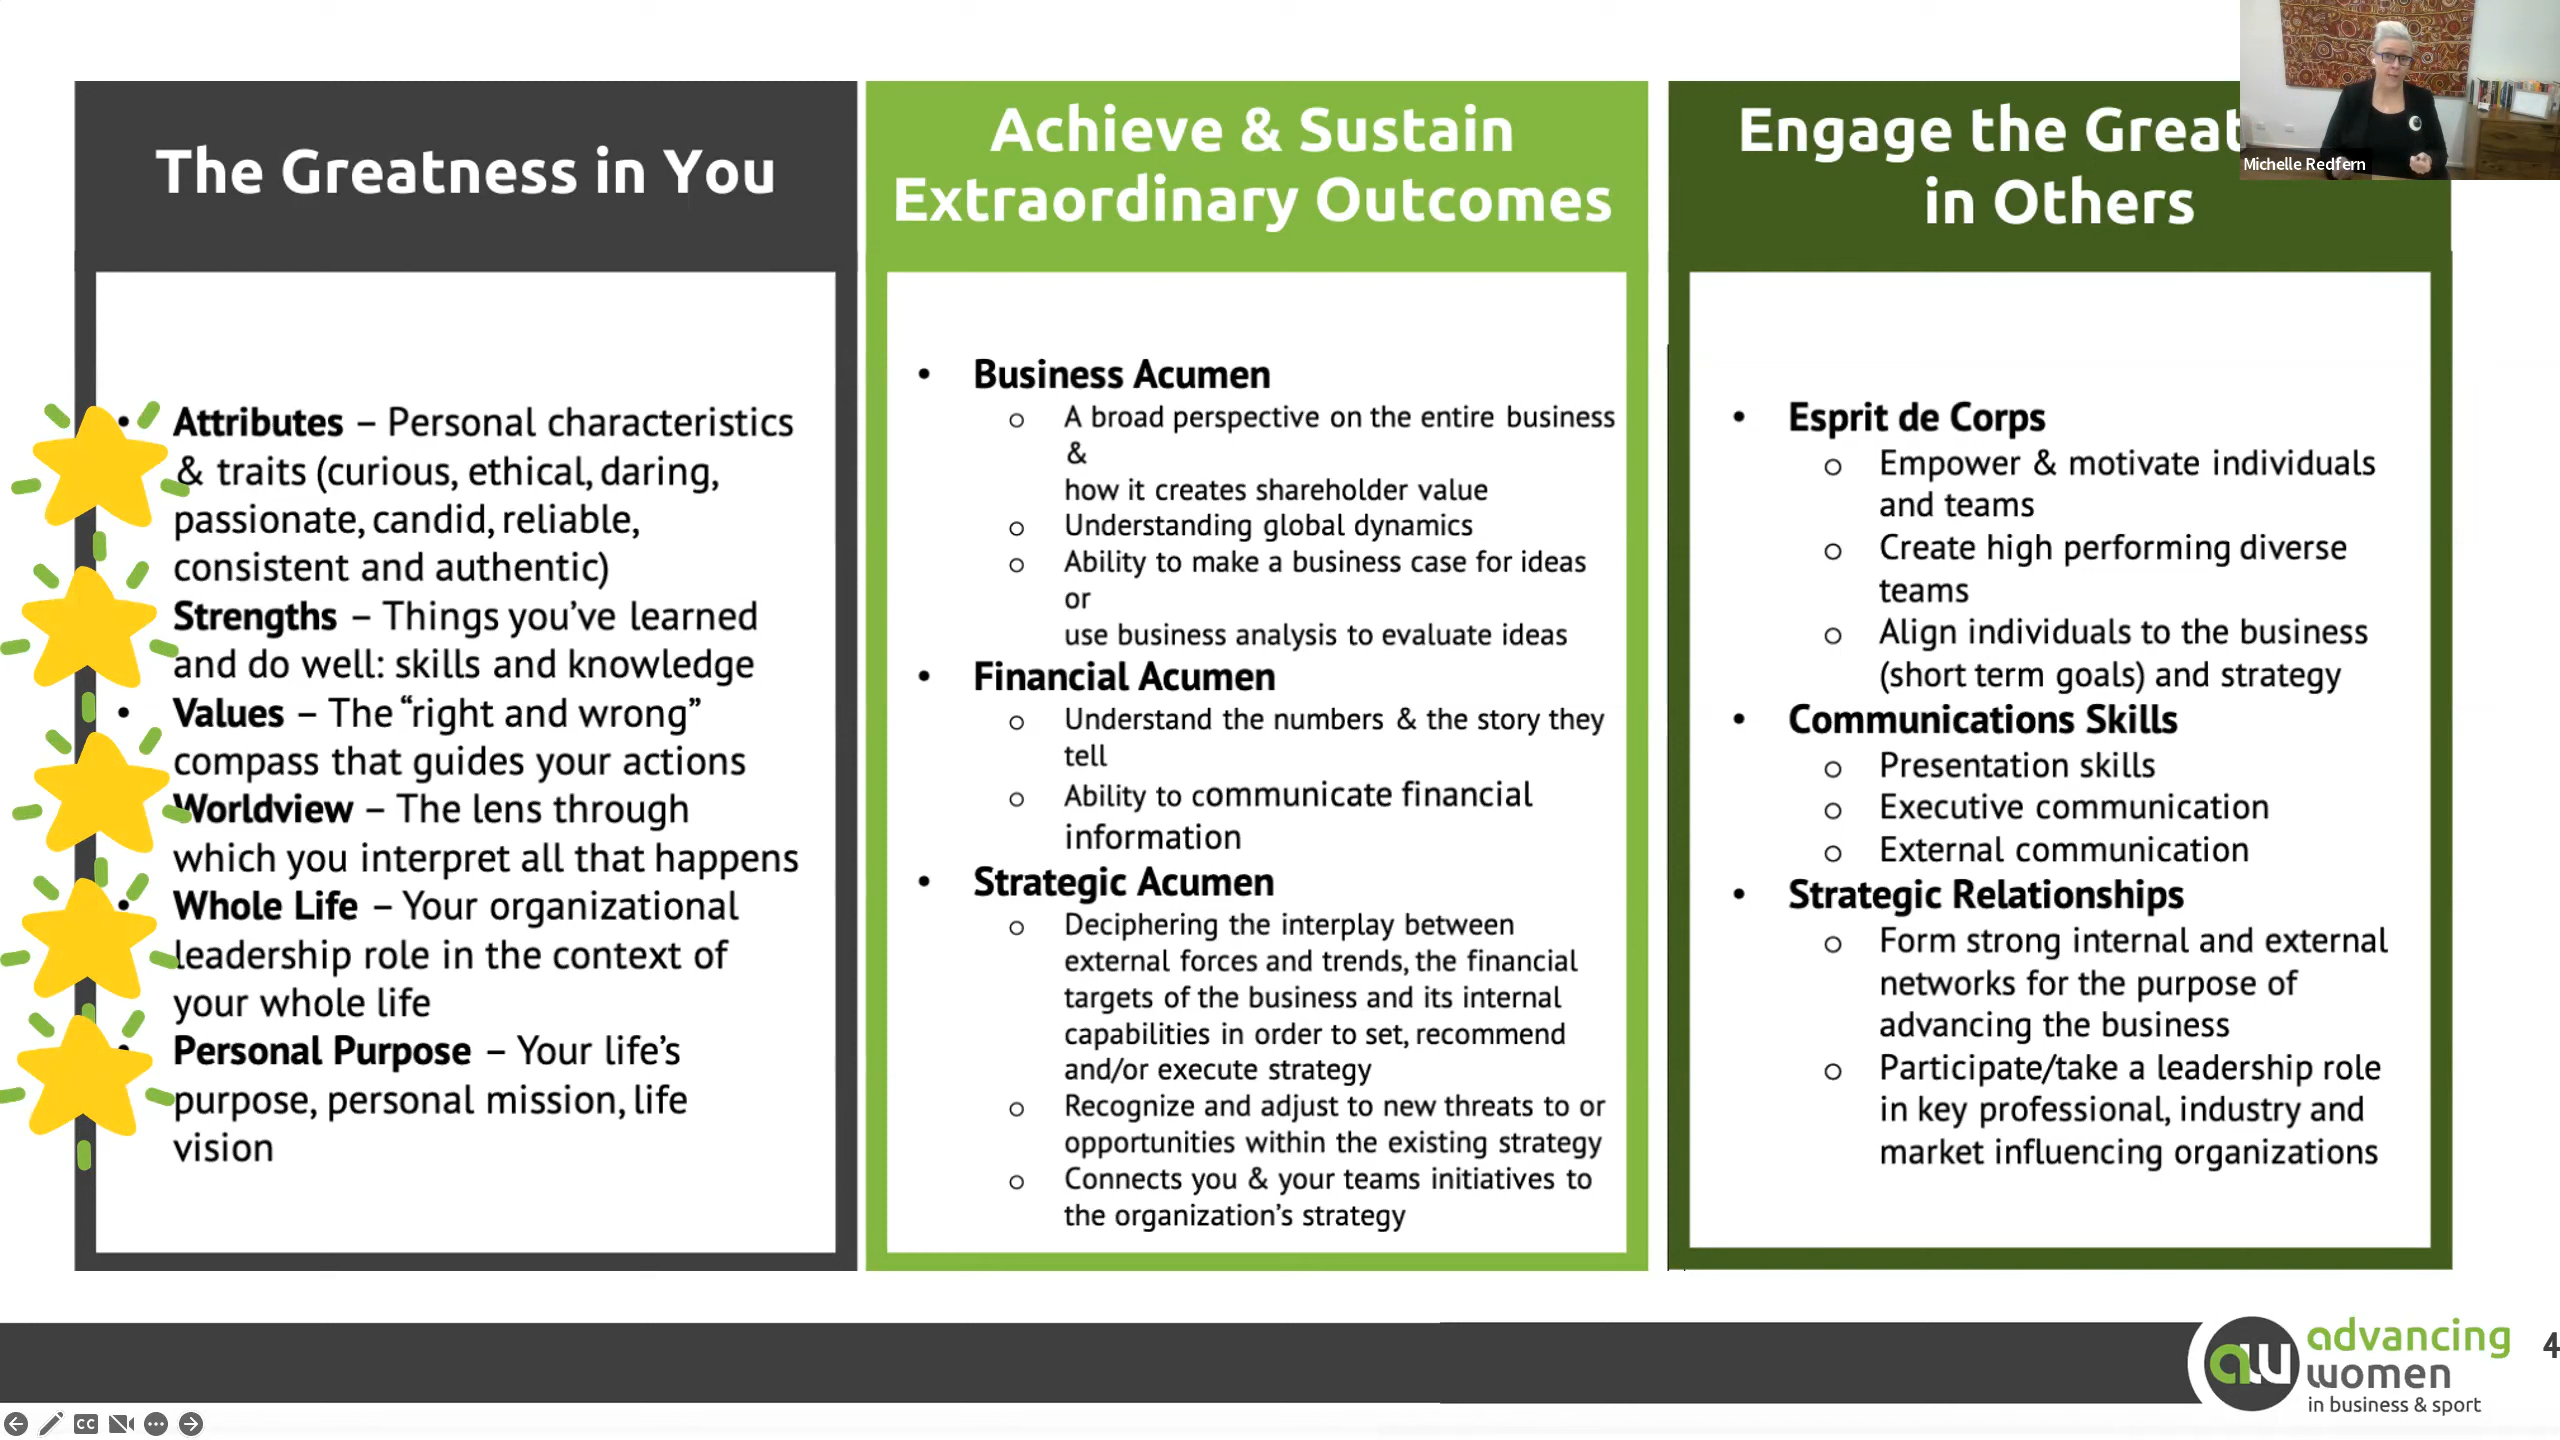 The Greatness in You
• Attributes – Personal characteristics
& traits (curious, ethical, daring,
passionate, candid, reliable,
consistent and authentic)
Strengths – Things you’ve learned
and do well: skills and knowledge
• Values – The “right and wrong”
compass that guides your actions
Worldview – The lens through
which you interpret all that happens
• Whole Life – Your organizational
leadership role in the context of
your whole life
• Personal Purpose – Your life’s
purpose, personal mission, life
vision
Achieve & Sustain
Extraordinary Outcomes
• Business Acumen
o A broad perspective on the entire business
&
how it creates shareholder value
o Understanding global dynamics
o Ability to make a business case for ideas
or
use business analysis to evaluate ideas
• Financial Acumen
o Understand the numbers & the story they
tell
o Ability to communicate financial
information
• Strategic Acumen
o Deciphering the interplay between
external forces and trends, the financial
targets of the business and its internal
capabilities in order to set, recommend
and/or execute strategy
o Recognize and adjust to new threats to or
opportunities within the existing strategy
o Connects you & your teams initiatives to
the organization’s strategy
Engage the Great
in Others
• Esprit de Corps
o Empower & motivate individuals
and teams
o Create high performing diverse
teams
o Align individuals to the business
(short term goals) and strategy
• Communications Skills
o Presentation skills
o Executive communication
o External communication
• Strategic Relationships
o Form strong internal and external
networks for the purpose of
advancing the business
o Participate/take a leadership role
in key professional, industry and
market influencing organizations
Michelle Redfern
aw
advancing
women
in business & sport
4
CC